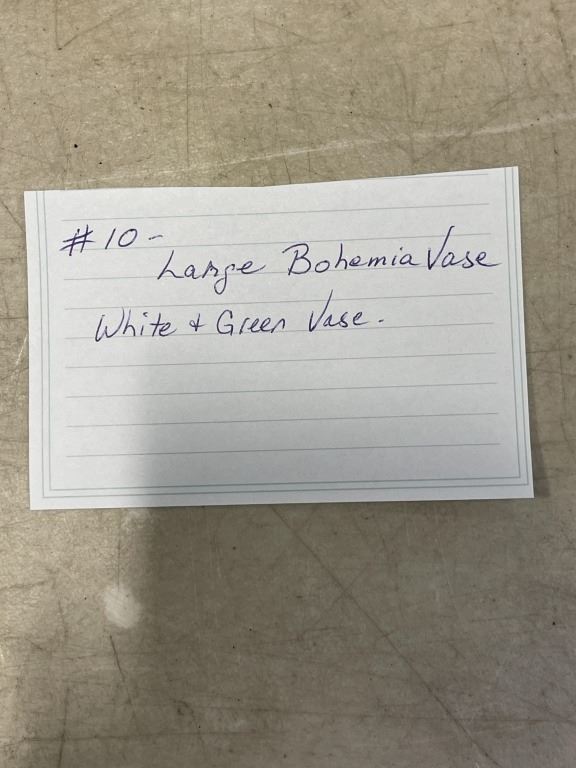 #10 -
Large Bohemia Vase
White + Green Vase.